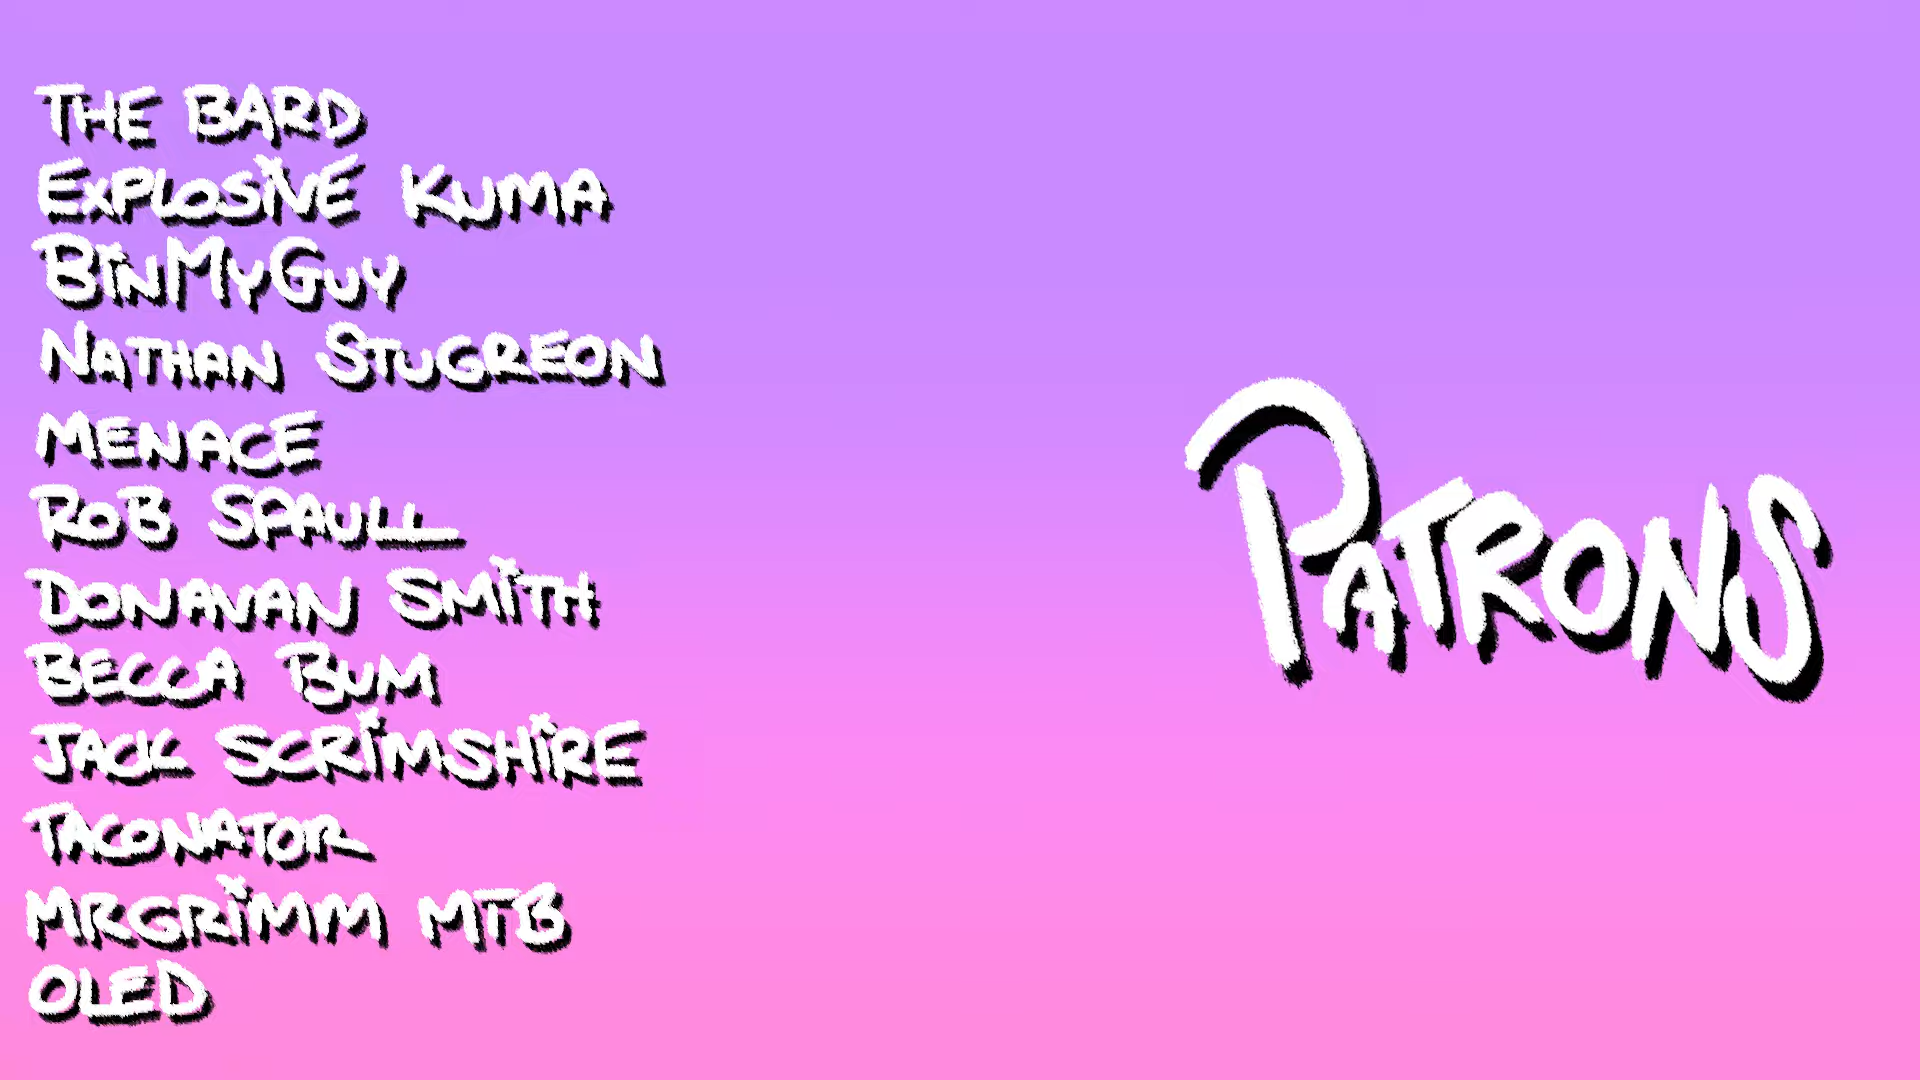 THE BARD
EXPLOSIVE KUMA
BINMYGUY
NATHAN STUGREON
MENACE
ROB SPAULL
DONAVAN SMITH
BECCA BUM
JACK SCRIMSHIRE
TACONATOR
MRGRIMM MTB
OLED
PATRONS